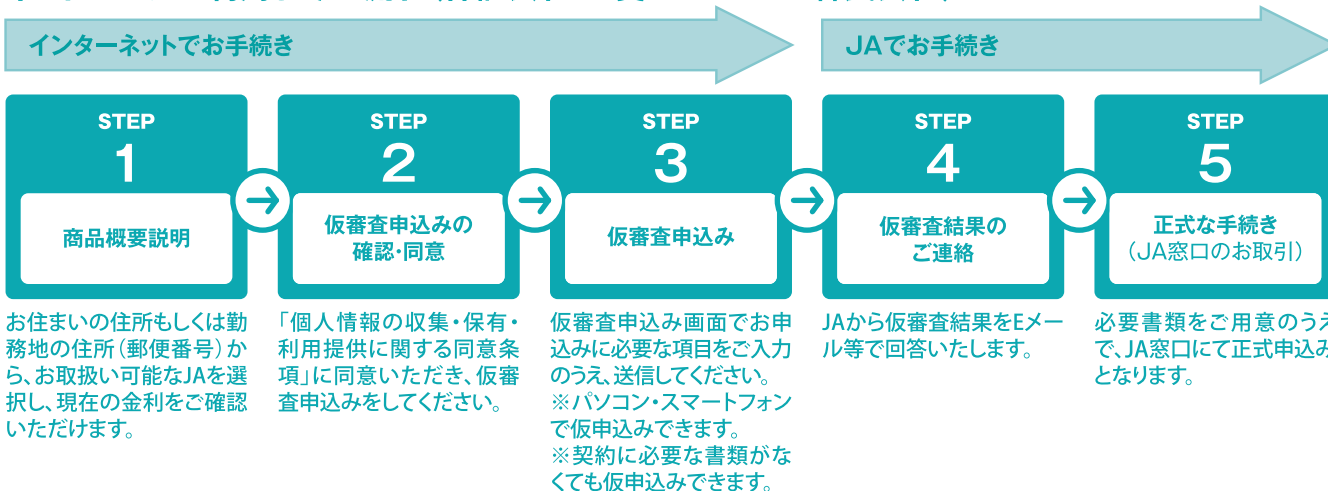 インターネットでお手続き
JAでお手続き
STEP
1
商品概要説明
お住まいの住所もしくは勤
務地の住所(郵便番号)か
ら、お取扱い可能なJAを選
択し、現在の金利をご確認
いただけます。
STEP
2
仮審査申込みの
確認・同意
「個人情報の収集・保有・
利用提供に関する同意条
項」に同意いただき、仮審
査申込みをしてください。
STEP
3
仮審査申込み
仮審査申込み画面でお申
込みに必要な項目をご入力
のうえ、送信してください。
※パソコン・スマートフォン
で仮申込みできます。
※契約に必要な書類がな
くても仮申込みできます。
STEP
4
仮審査結果の
ご連絡
JAから仮審査結果をEメー
ル等で回答いたします。
STEP
5
正式な手続き
(JA窓口のお取引)
必要書類をご用意のうえ
で、JA窓口にて正式申込み
となります。